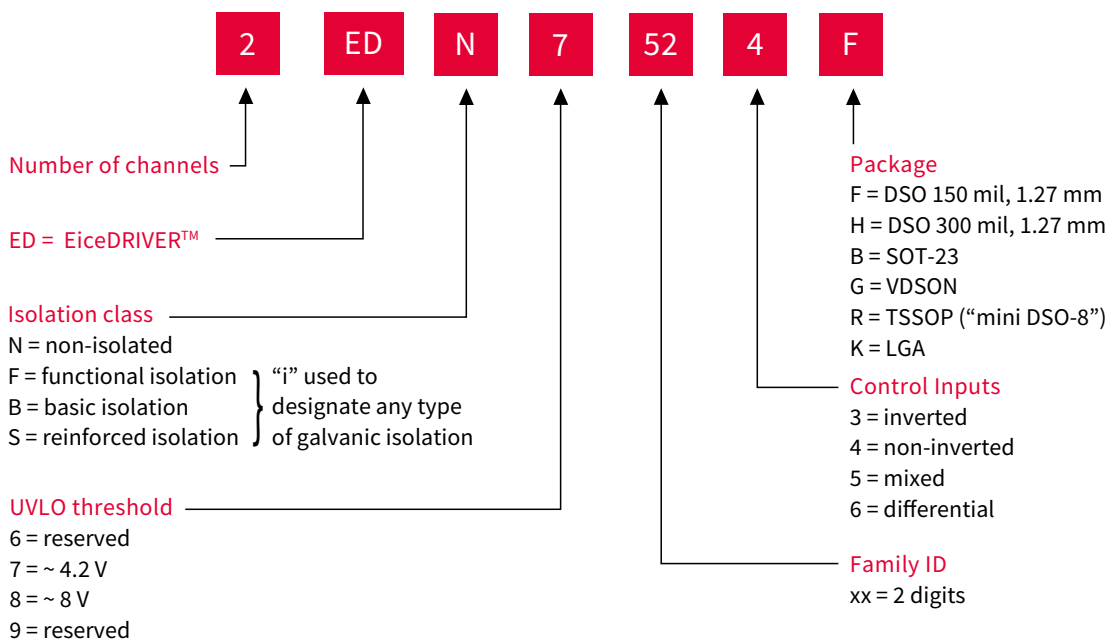 2 ED N 7 52 4 F
Number of channels
ED = EiceDRIVER™
Isolation class
N = non-isolated
F = functional isolation
B = basic isolation
S = reinforced isolation
} “i” used to
designate any type
of galvanic isolation
UVLO threshold
6 = reserved
7 = ~ 4.2 V
8 = ~ 8 V
9 = reserved
Package
F = DSO 150 mil, 1.27 mm
H = DSO 300 mil, 1.27 mm
B = SOT-23
G = VDSON
R = TSSOP (“mini DSO-8”)
K = LGA
Control Inputs
3 = inverted
4 = non-inverted
5 = mixed
6 = differential
Family ID
xx = 2 digits